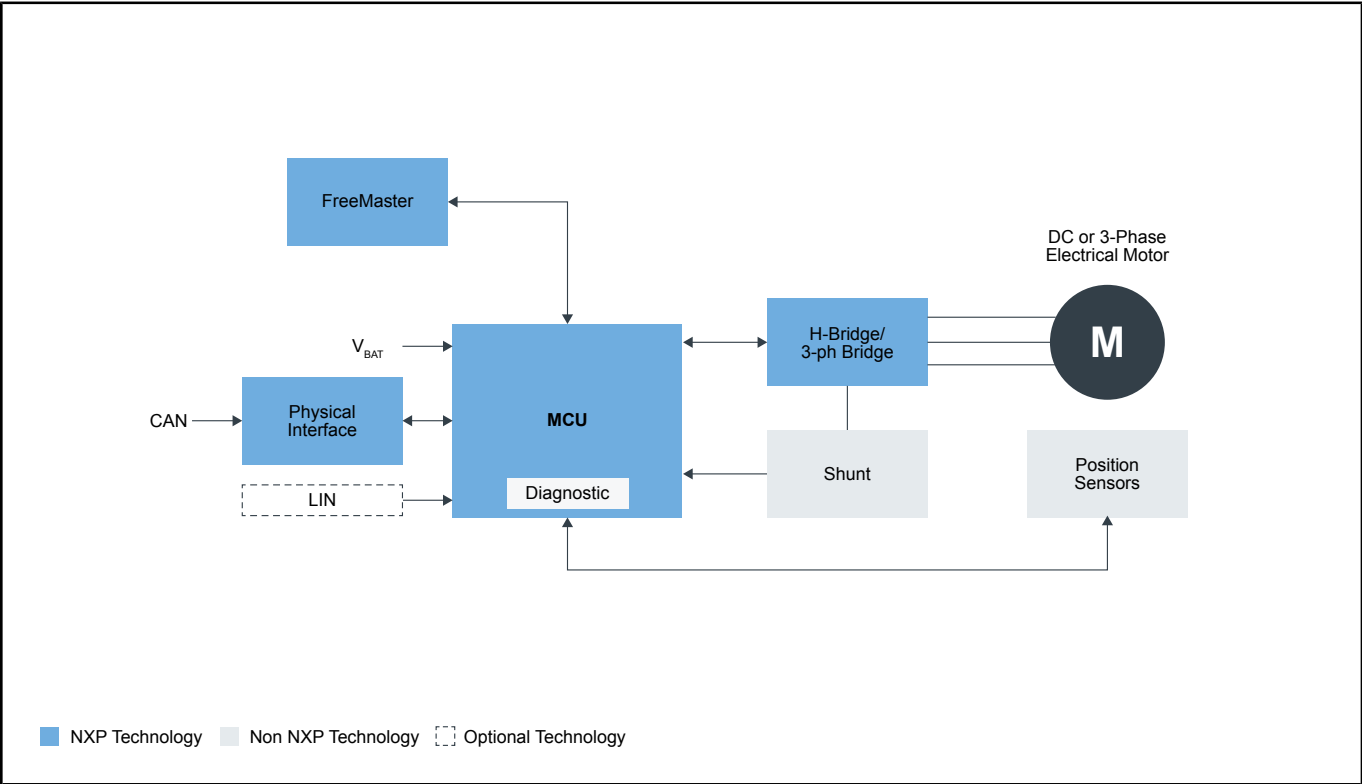 FreeMaster
DC or 3-Phase
Electrical Motor
M
H-Bridge/
3-ph Bridge
VBAT
CAN
Physical
Interface
MCU
LIN
Diagnostic
Shunt
Position
Sensors
NXP Technology
Non NXP Technology
Optional Technology